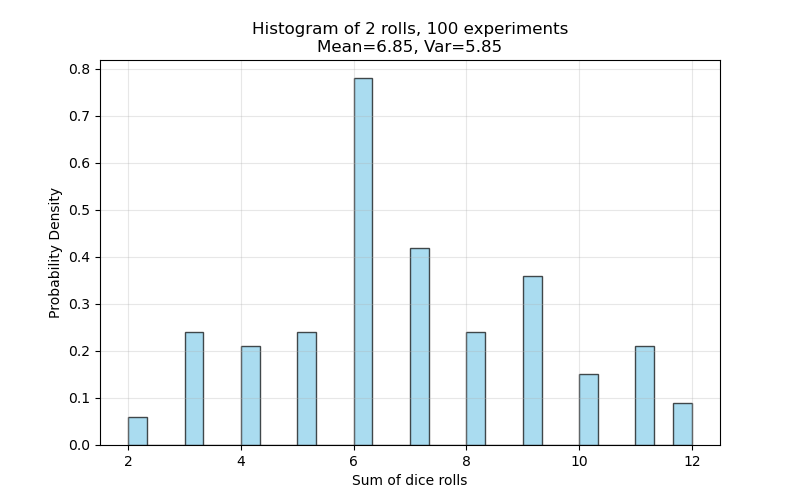 Histogram of 2 rolls, 100 experiments
Mean=6.85, Var=5.85
0.8
0.7
0.6
0.5
0.4
0.3
0.2
0.1
0.0
Probability Density
2 4 6 8 10 12
Sum of dice rolls